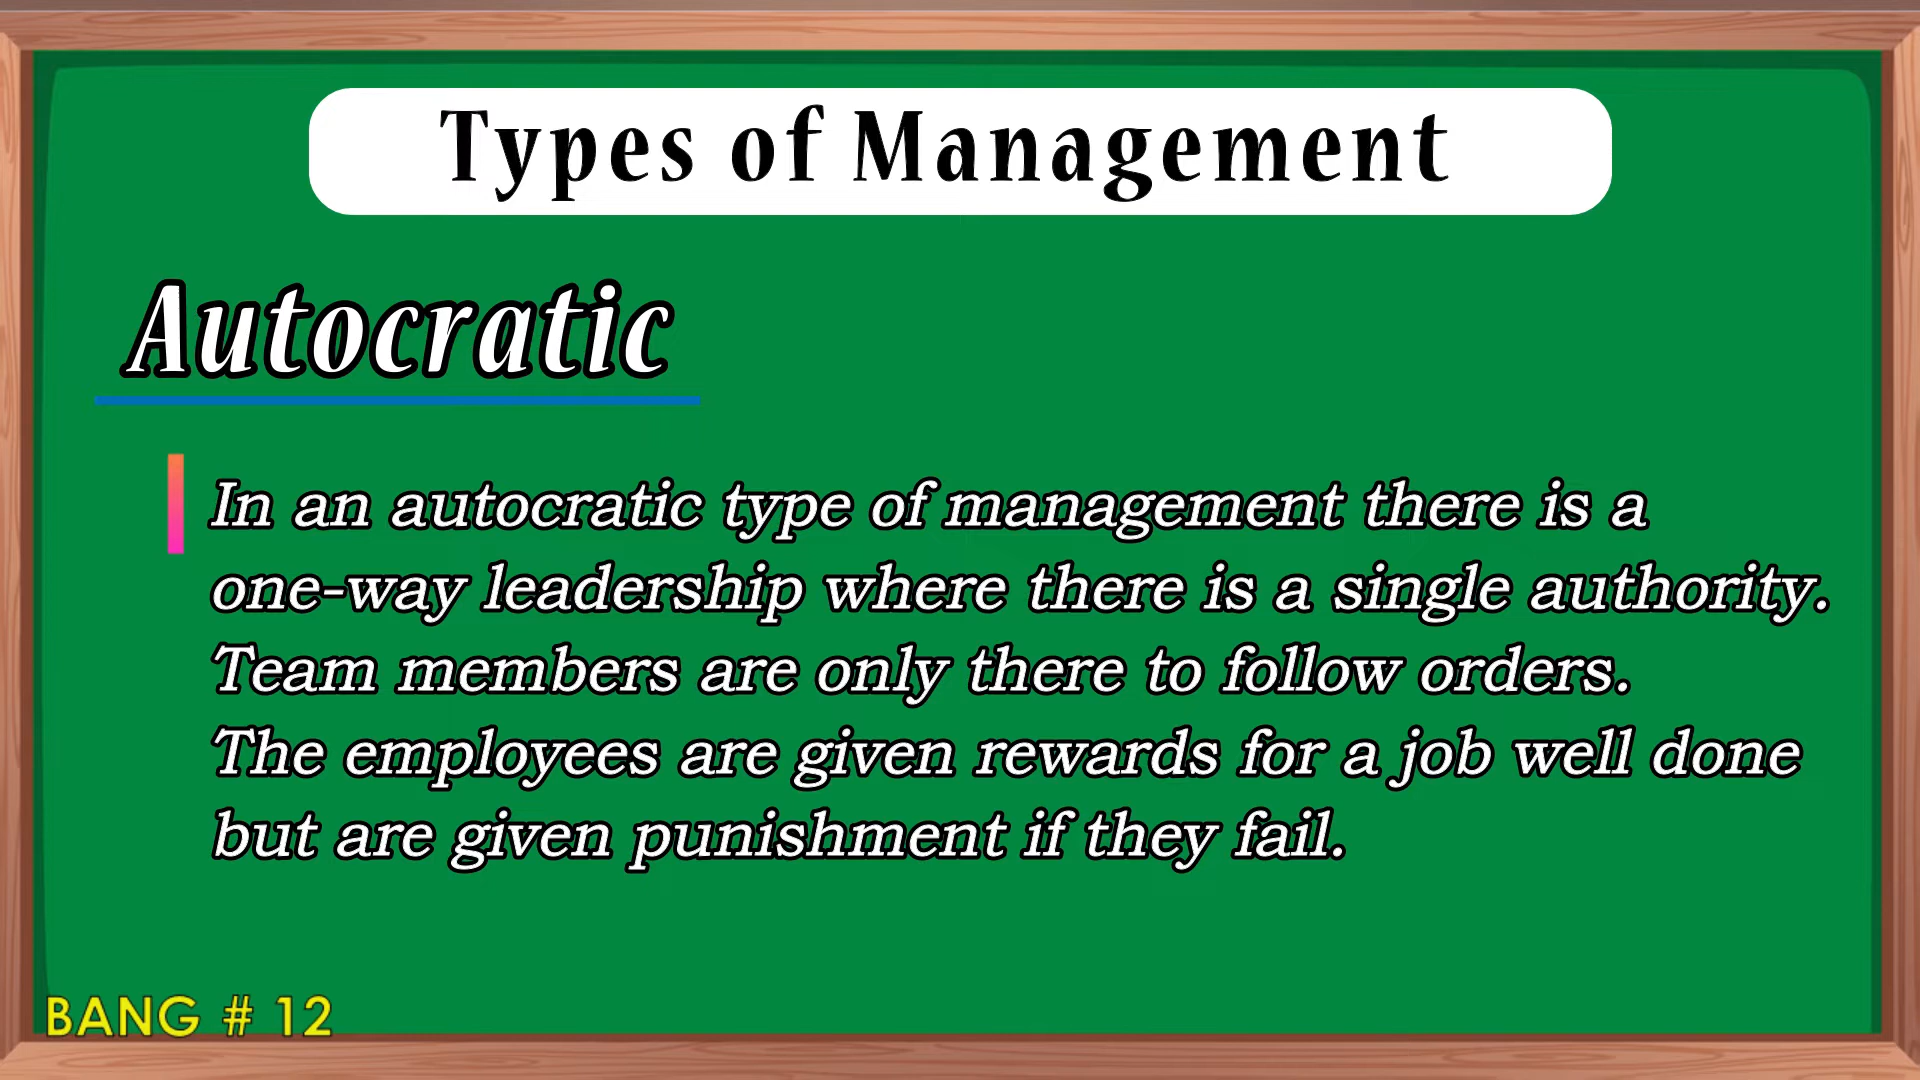 Types of Management
Autocratic
In an autocratic type of management there is a
one-way leadership where there is a single authority.
Team members are only there to follow orders.
The employees are given rewards for a job well done
but are given punishment if they fail.
BANG # 12